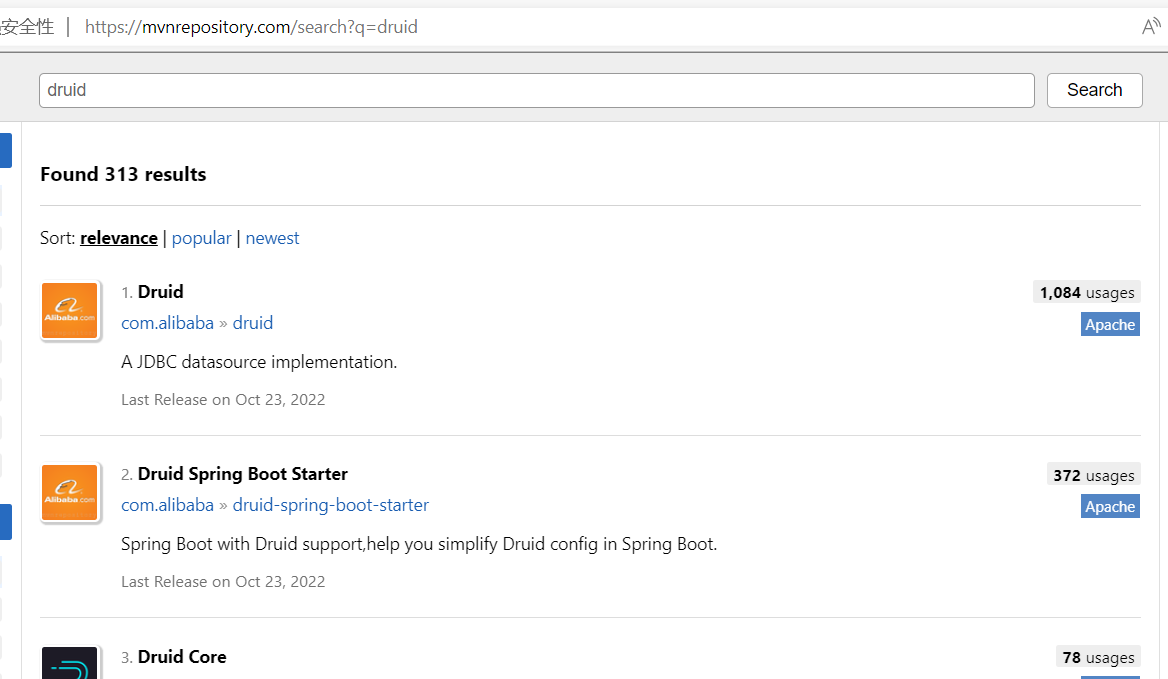 安全性 | https://mvnrepository.com/search?q=druid
druid
Search
Found 313 results
Sort: relevance | popular | newest
Alibaba.com
1. Druid
1,084 usages
com.alibaba » druid
Apache
A JDBC datasource implementation.
Last Release on Oct 23, 2022
Alibaba.com
2. Druid Spring Boot Starter
372 usages
com.alibaba » druid-spring-boot-starter
Apache
Spring Boot with Druid support,help you simplify Druid config in Spring Boot.
Last Release on Oct 23, 2022
3. Druid Core
78 usages